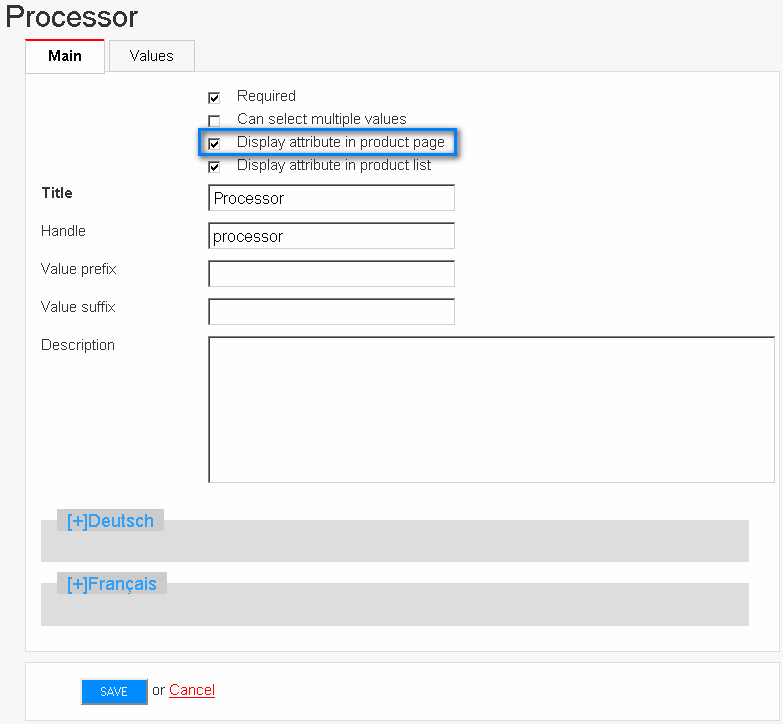 Processor
Main Values
Required
Can select multiple values
Display attribute in product page
Display attribute in product list
Title Processor
Handle processor
Value prefix
Value suffix
Description
[+]Deutsch
[+]Français
SAVE or Cancel